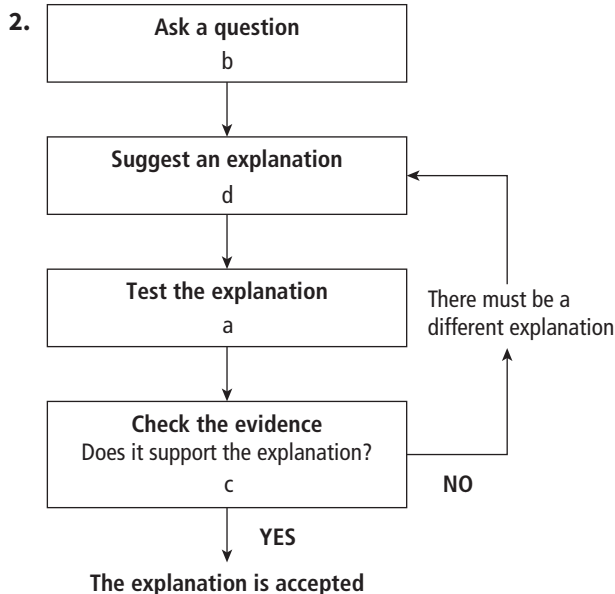 2.
Ask a question
b
Suggest an explanation
d
Test the explanation
a
There must be a
different explanation
Check the evidence
Does it support the explanation?
c
NO
YES
The explanation is accepted